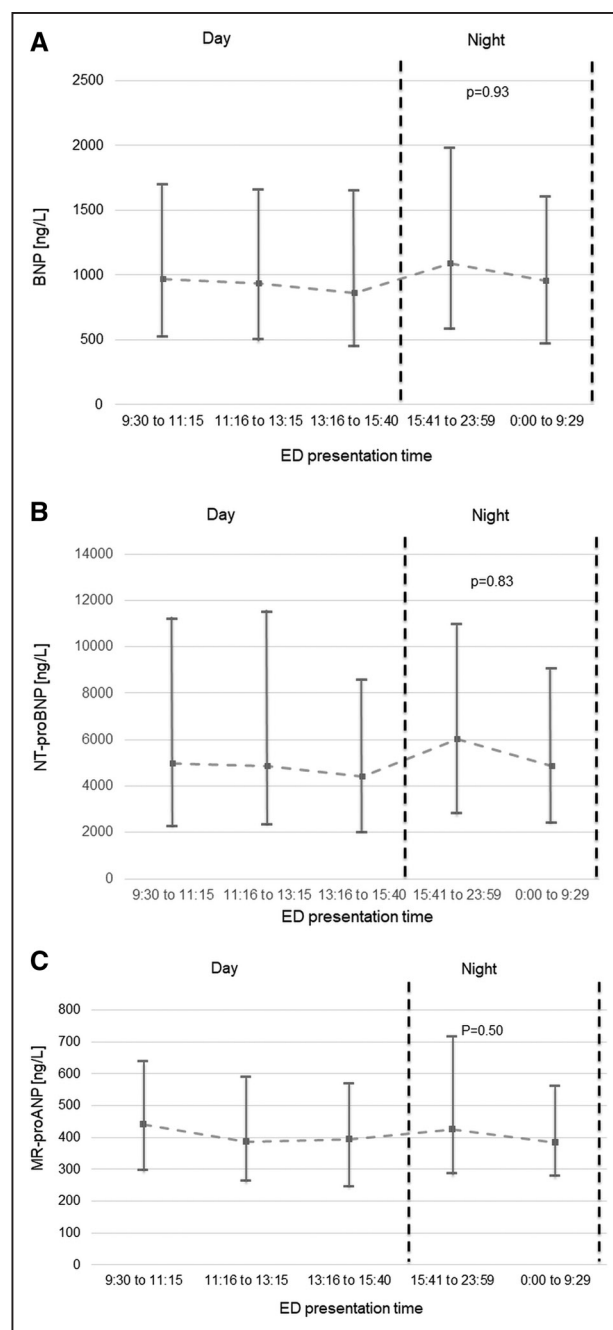 A
Day Night
2500
p=0.93
2000
1500
BNP [ng/L]
1000
500
0
9:30 to 11:15 11:16 to 13:15 13:16 to 15:40 15:41 to 23:59 0:00 to 9:29
ED presentation time
B
Day Night
14000
p=0.83
12000
10000
8000
NT-proBNP [ng/L]
6000
4000
2000
0
9:30 to 11:15 11:16 to 13:15 13:16 to 15:40 15:41 to 23:59 0:00 to 9:29
ED presentation time
C
Day Night
800
P=0.50
700
600
500
MR-proANP [ng/L]
400
300
200
100
0
9:30 to 11:15 11:16 to 13:15 13:16 to 15:40 15:41 to 23:59 0:00 to 9:29
ED presentation time